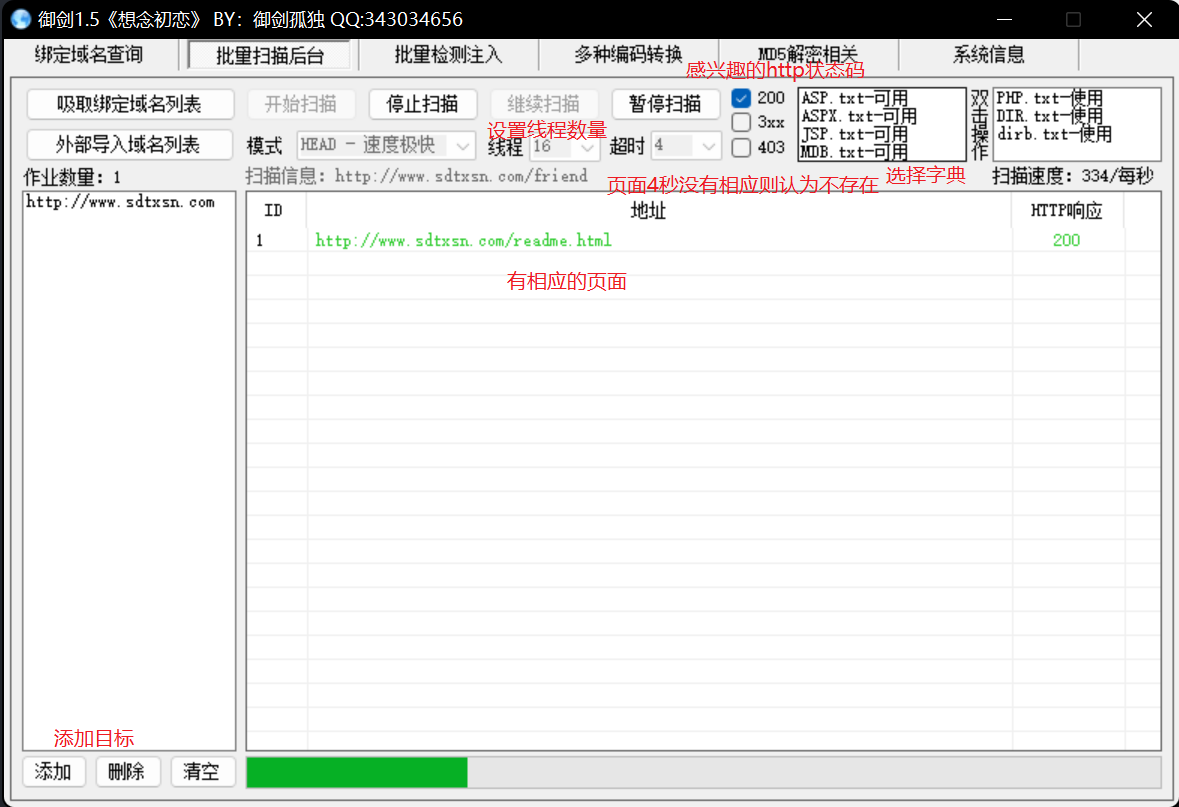 御剑1.5《想念初恋》 BY：御剑孤独 QQ:343034656
绑定域名查询 批量扫描后台 批量检测注入 多种编码转换 MD5解密相关 系统信息
感兴趣的http状态码
吸取绑定域名列表 开始扫描 停止扫描 继续扫描 暂停扫描
外部导入域名列表
模式 HEAD - 速度极快 线程 16 超时 4
设置线程数量
200
3xx
403
ASP.txt-可用
ASPX.txt-可用
JSP.txt-可用
MDB.txt-可用
双击操作
PHP.txt-使用
DIR.txt-使用
dirb.txt-使用
作业数量：1
扫描信息：http://www.sdtxsn.com/friend
页面4秒没有相应则认为不存在
选择字典
扫描速度：334/每秒
http://www.sdtxsn.com
ID 地址 HTTP响应
1 http://www.sdtxsn.com/readme.html 200
有相应的页面
添加目标
添加 删除 清空